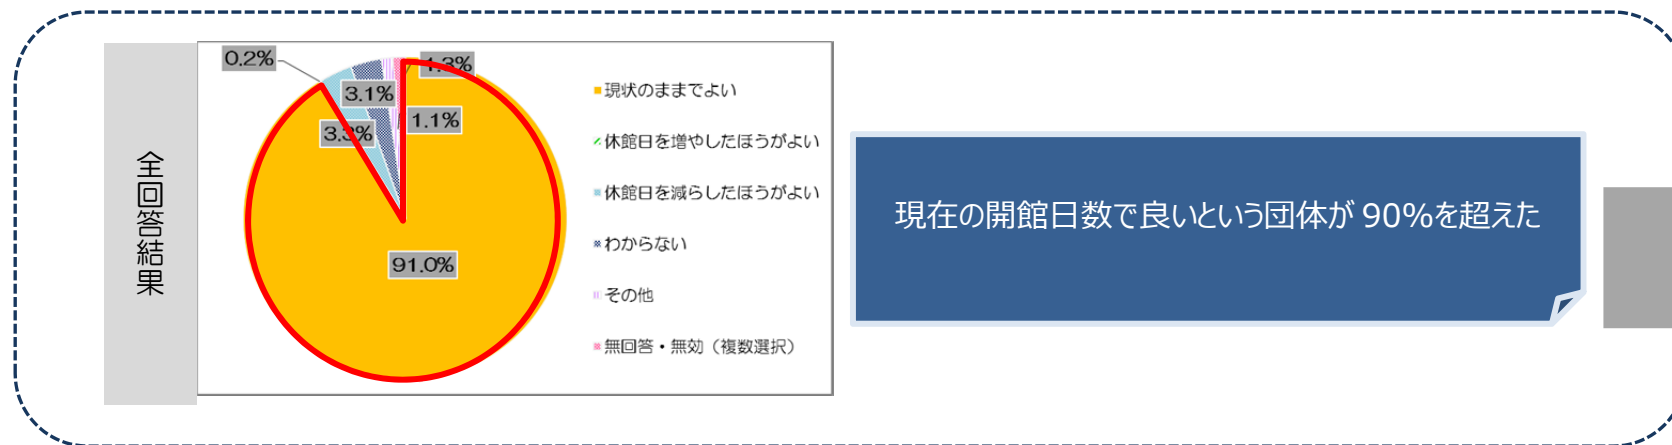 全回答結果
0.2%
1.3%
3.1%
1.1%
3.3%
91.0%
現状のままでよい
休館日を増やしたほうがよい
休館日を減らしたほうがよい
わからない
その他
無回答・無効（複数選択）
現在の開館日数で良いという団体が 90%を超えた